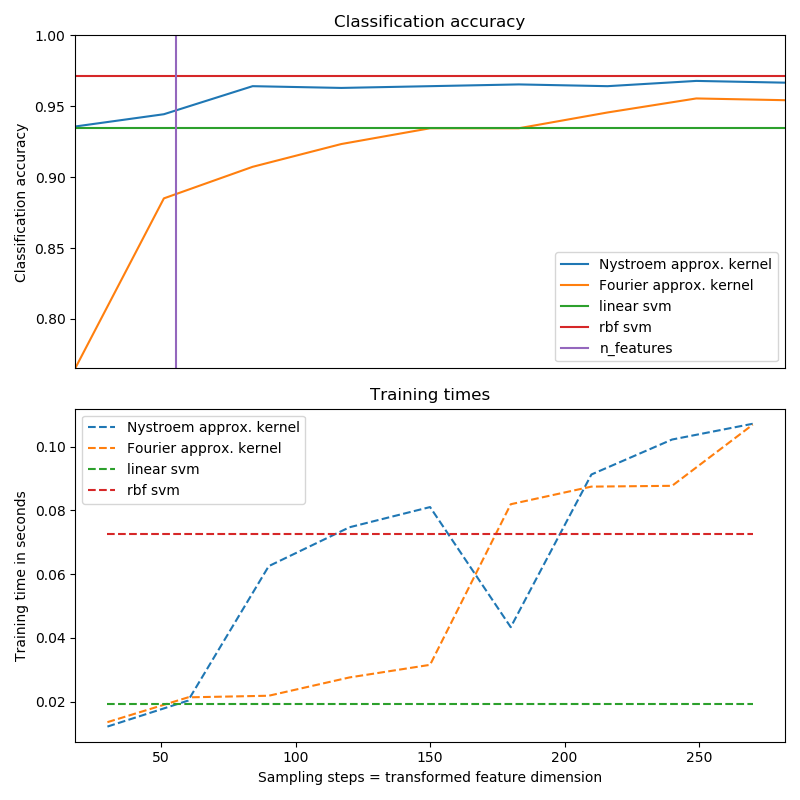 Classification accuracy
1.00
0.95
0.90
0.85
0.80
Classification accuracy
Nystroem approx. kernel
Fourier approx. kernel
linear svm
rbf svm
n_features
Training times
Nystroem approx. kernel
Fourier approx. kernel
linear svm
rbf svm
0.10
0.08
0.06
0.04
0.02
Training time in seconds
50
100
150
200
250
Sampling steps = transformed feature dimension